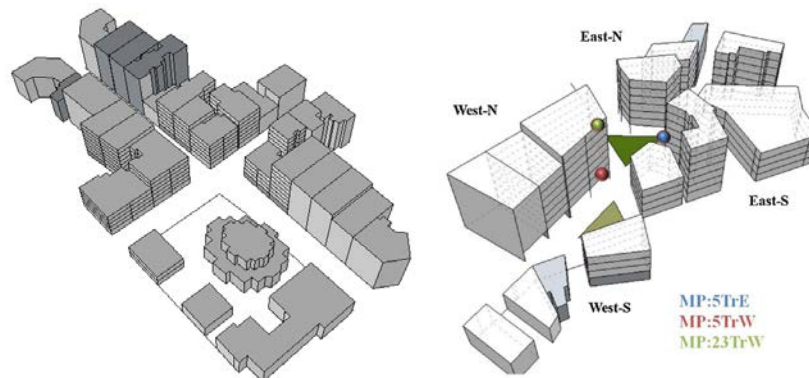 East-N
West-N
East-S
West-S
MP:5TrE
MP:5TrW
MP:23TrW